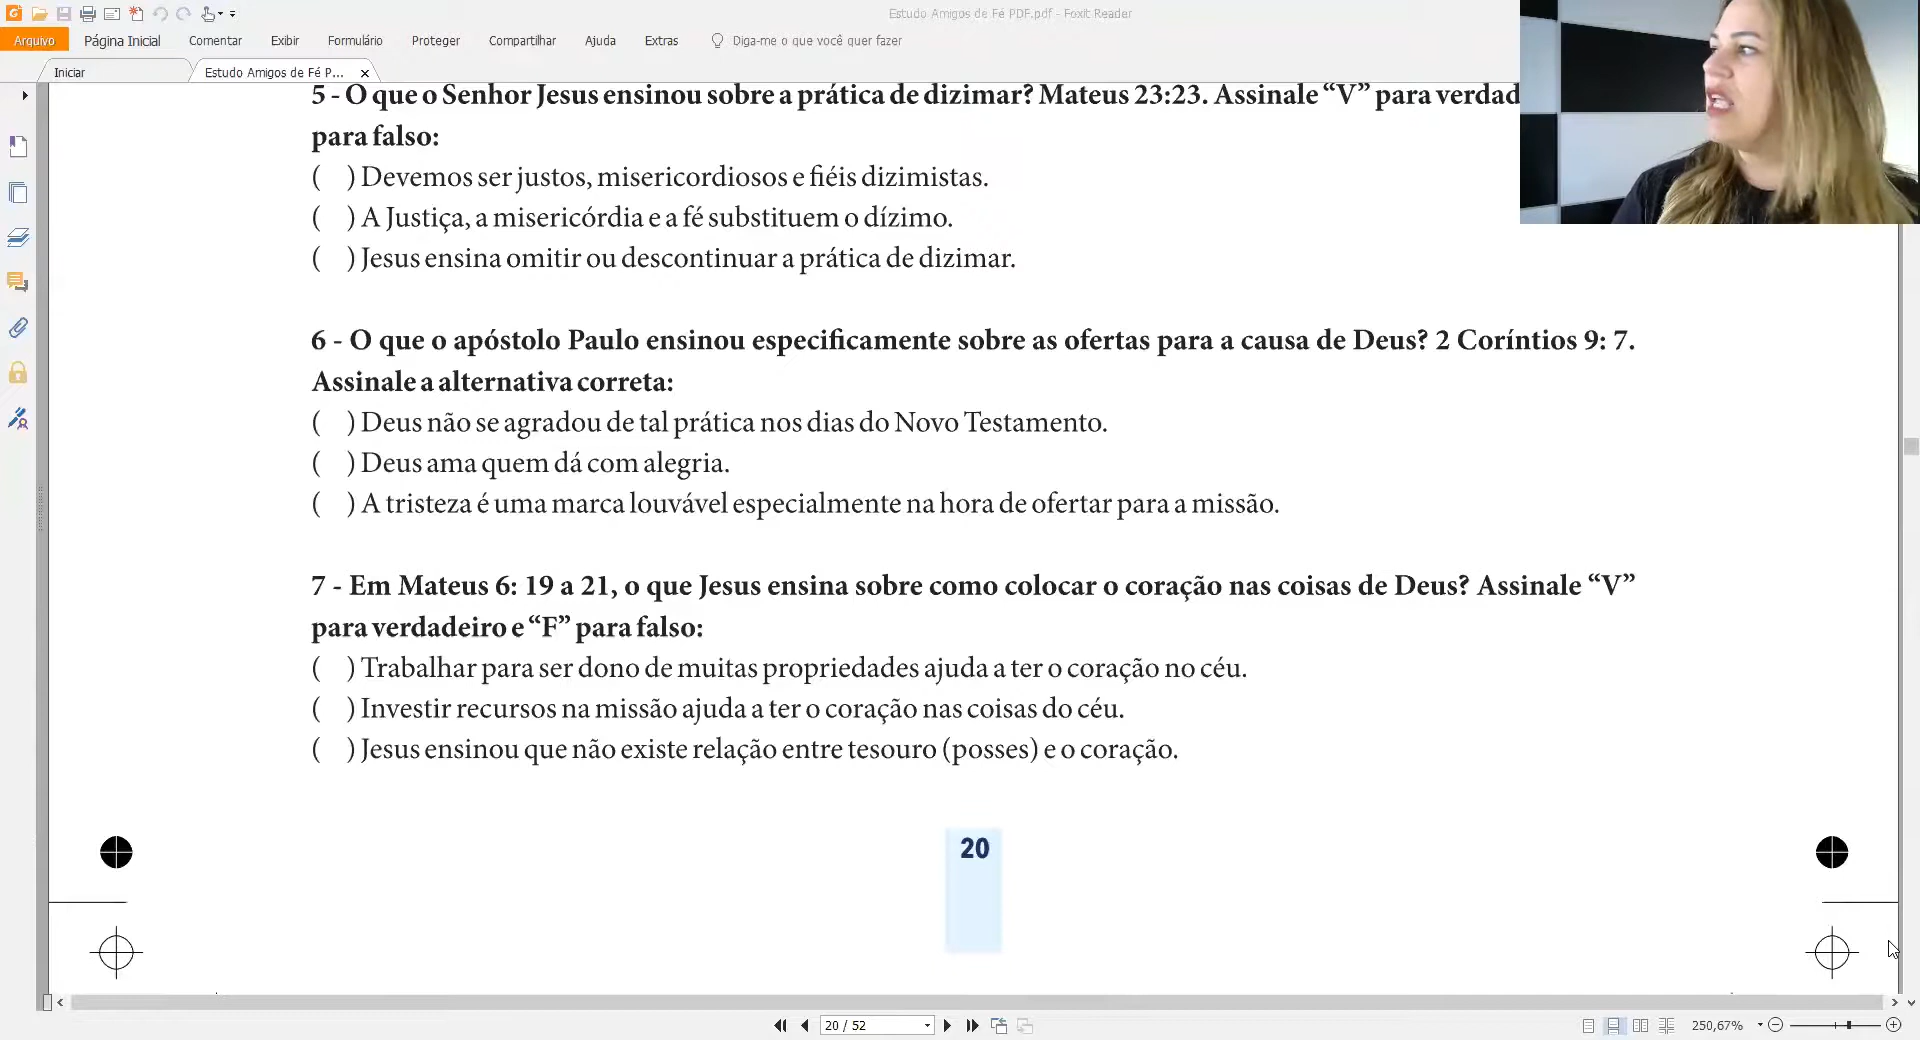 Estudo Amigos de Fé PDF.pdf - Foxit Reader
Arquivo Página Inicial Comentar Exibir Formulário Proteger Compartilhar Ajuda Extras Diga-me o que você quer fazer
Iniciar Estudo Amigos de Fé P...
5 - O que o Senhor Jesus ensinou sobre a prática de dizimar? Mateus 23:23. Assinale “V” para verdad
para falso:
( ) Devemos ser justos, misericordiosos e fiéis dizimistas.
( ) A Justiça, a misericórdia e a fé substituem o dízimo.
( ) Jesus ensina omitir ou descontinuar a prática de dizimar.
6 - O que o apóstolo Paulo ensinou especificamente sobre as ofertas para a causa de Deus? 2 Coríntios 9: 7.
Assinale a alternativa correta:
( ) Deus não se agradou de tal prática nos dias do Novo Testamento.
( ) Deus ama quem dá com alegria.
( ) A tristeza é uma marca louvável especialmente na hora de ofertar para a missão.
7 - Em Mateus 6: 19 a 21, o que Jesus ensina sobre como colocar o coração nas coisas de Deus? Assinale “V”
para verdadeiro e “F” para falso:
( ) Trabalhar para ser dono de muitas propriedades ajuda a ter o coração no céu.
( ) Investir recursos na missão ajuda a ter o coração nas coisas do céu.
( ) Jesus ensinou que não existe relação entre tesouro (posses) e o coração.
20
20 / 52 250,67%